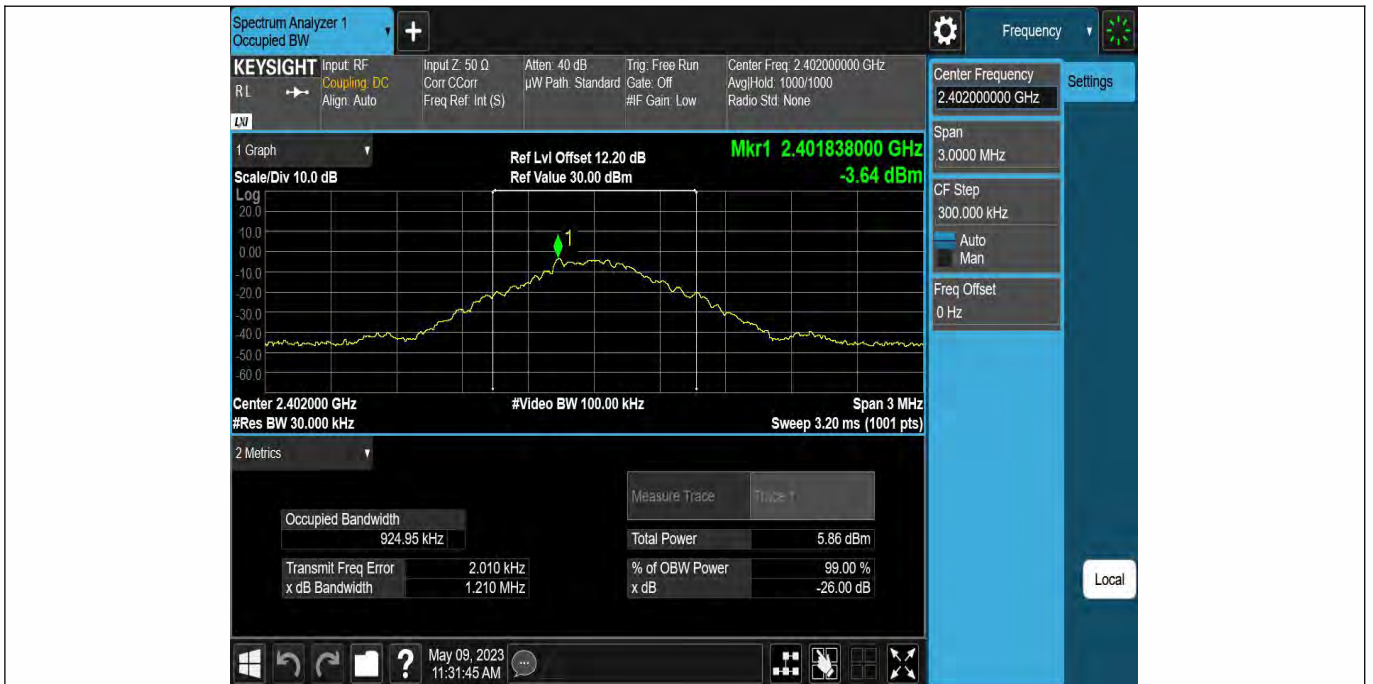 Spectrum Analyzer 1
Occupied BW
+
Frequency
KEYSIGHT
RL
LXI
Input: RF
Coupling: DC
Align: Auto
Input Z: 50 Ω
Corr CCorr
Freq Ref: Int (S)
Atten: 40 dB
µW Path: Standard
Trig: Free Run
Gate: Off
#IF Gain: Low
Center Freq: 2.402000000 GHz
Avg|Hold: 1000/1000
Radio Std: None
Center Frequency
2.402000000 GHz
Settings
Span
3.0000 MHz
CF Step
300.000 kHz
Auto
Man
Freq Offset
0 Hz
Local
1 Graph
Scale/Div 10.0 dB
Ref Lvl Offset 12.20 dB
Ref Value 30.00 dBm
Mkr1 2.401838000 GHz
-3.64 dBm
Log
20.0
10.0
0.00
-10.0
-20.0
-30.0
-40.0
-50.0
-60.0
1
Center 2.402000 GHz
#Video BW 100.00 kHz
Span 3 MHz
#Res BW 30.000 kHz
Sweep 3.20 ms (1001 pts)
2 Metrics
Measure Trace
Trace 1
Occupied Bandwidth
924.95 kHz
Total Power
5.86 dBm
Transmit Freq Error
2.010 kHz
% of OBW Power
99.00 %
x dB Bandwidth
1.210 MHz
x dB
-26.00 dB
?
May 09, 2023
11:31:45 AM